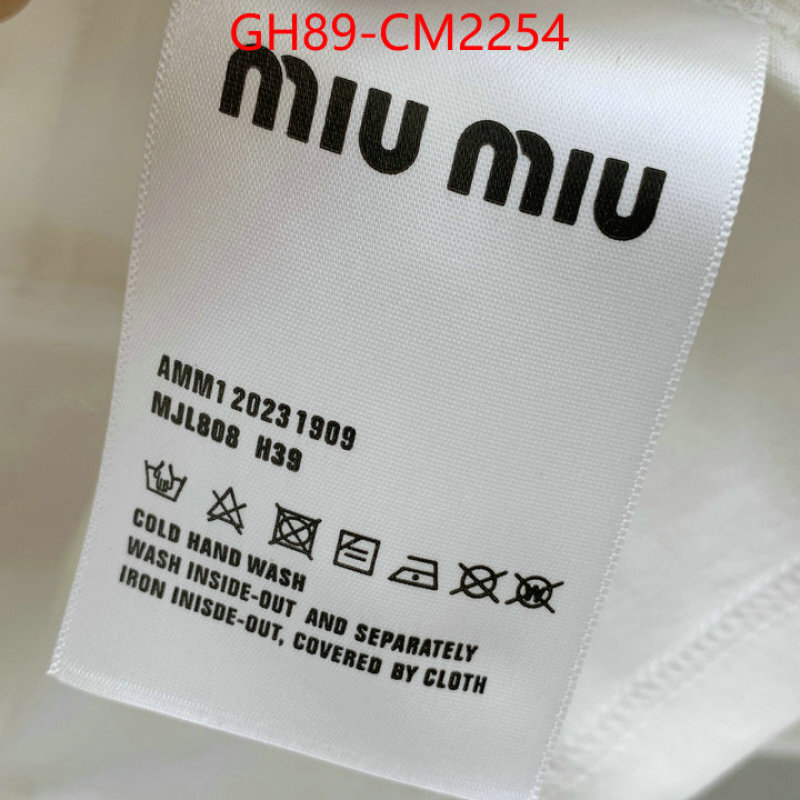 GH89-CM2254
MIU MIU
AMM120231909
MJL808 H39
COLD HAND WASH
WASH INSIDE-OUT AND SEPARATELY
IRON INISDE-OUT, COVERED BY CLOTH
W